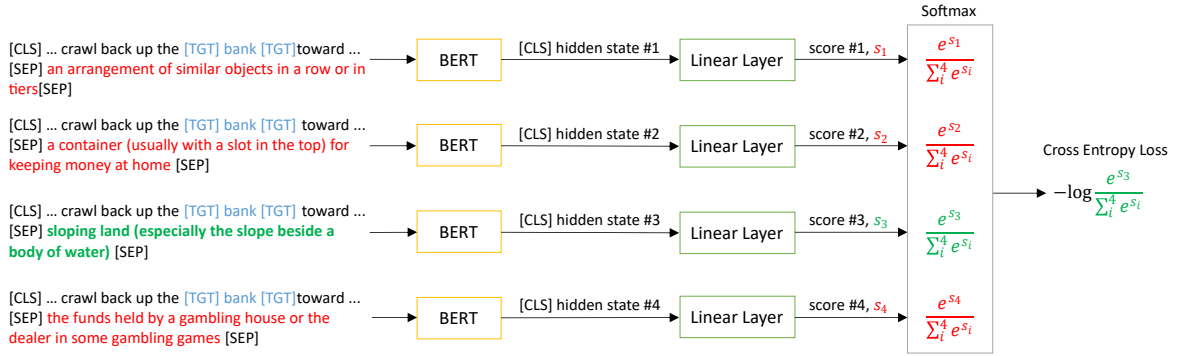 Softmax
[CLS] ... crawl back up the [TGT] bank [TGT]toward ...
[SEP] an arrangement of similar objects in a row or in
tiers[SEP]
BERT
[CLS] hidden state #1
Linear Layer
score #1, s₁
e^{s₁} / ∑ᵢ⁴ e^{sᵢ}
[CLS] ... crawl back up the [TGT] bank [TGT] toward ...
[SEP] a container (usually with a slot in the top) for
keeping money at home [SEP]
BERT
[CLS] hidden state #2
Linear Layer
score #2, s₂
e^{s₂} / ∑ᵢ⁴ e^{sᵢ}
Cross Entropy Loss
−log e^{s₃} / ∑ᵢ⁴ e^{sᵢ}
[CLS] ... crawl back up the [TGT] bank [TGT] toward ...
[SEP] sloping land (especially the slope beside a
body of water) [SEP]
BERT
[CLS] hidden state #3
Linear Layer
score #3, s₃
e^{s₃} / ∑ᵢ⁴ e^{sᵢ}
[CLS] ... crawl back up the [TGT] bank [TGT]toward ...
[SEP] the funds held by a gambling house or the
dealer in some gambling games [SEP]
BERT
[CLS] hidden state #4
Linear Layer
score #4, s₄
e^{s₄} / ∑ᵢ⁴ e^{sᵢ}